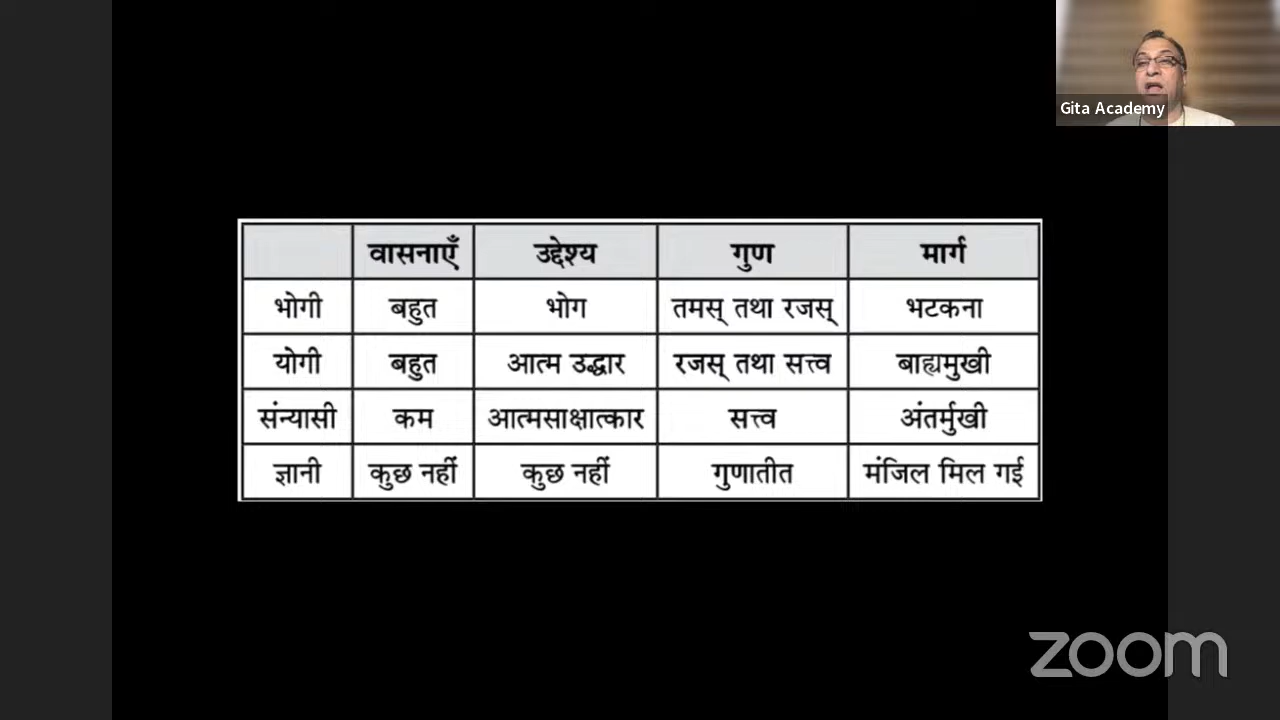 Gita Academy
वासनाएँ उद्देश्य गुण मार्ग
भोगी बहुत भोग तमस् तथा रजस् भटकना
योगी बहुत आत्म उद्धार रजस् तथा सत्त्व बाह्यमुखी
संन्यासी कम आत्मसाक्षात्कार सत्त्व अंतर्मुखी
ज्ञानी कुछ नहीं कुछ नहीं गुणातीत मंजिल मिल गई
zoom